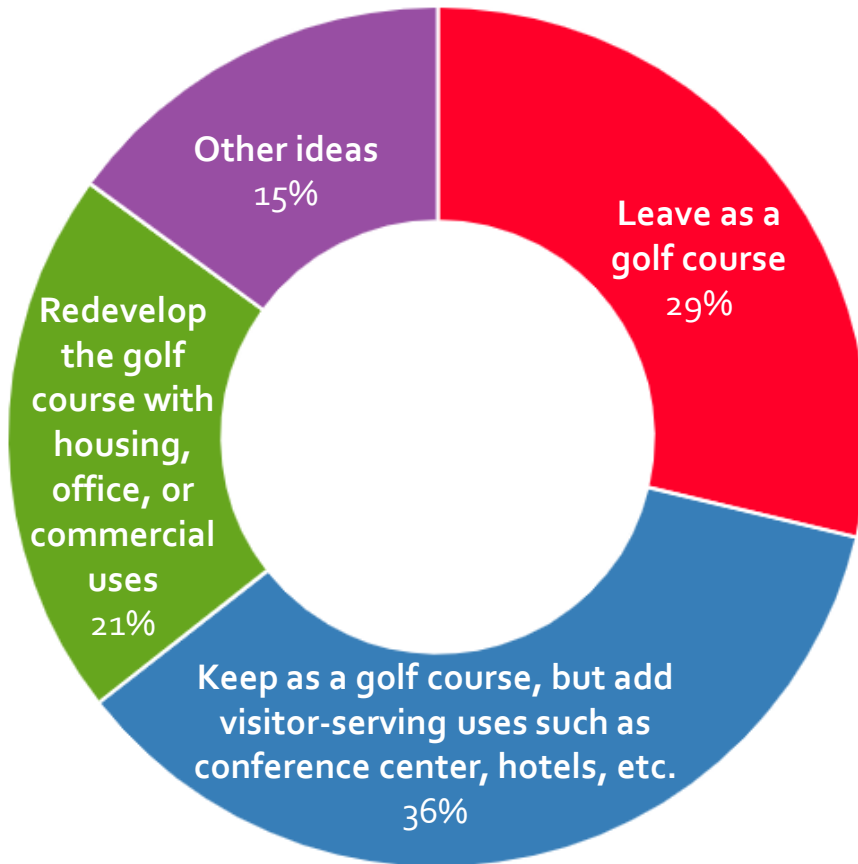 Other ideas
15%
Leave as a
golf course
29%
Redevelop
the golf
course with
housing,
office, or
commercial
uses
21%
Keep as a golf course, but add
visitor-serving uses such as
conference center, hotels, etc.
36%